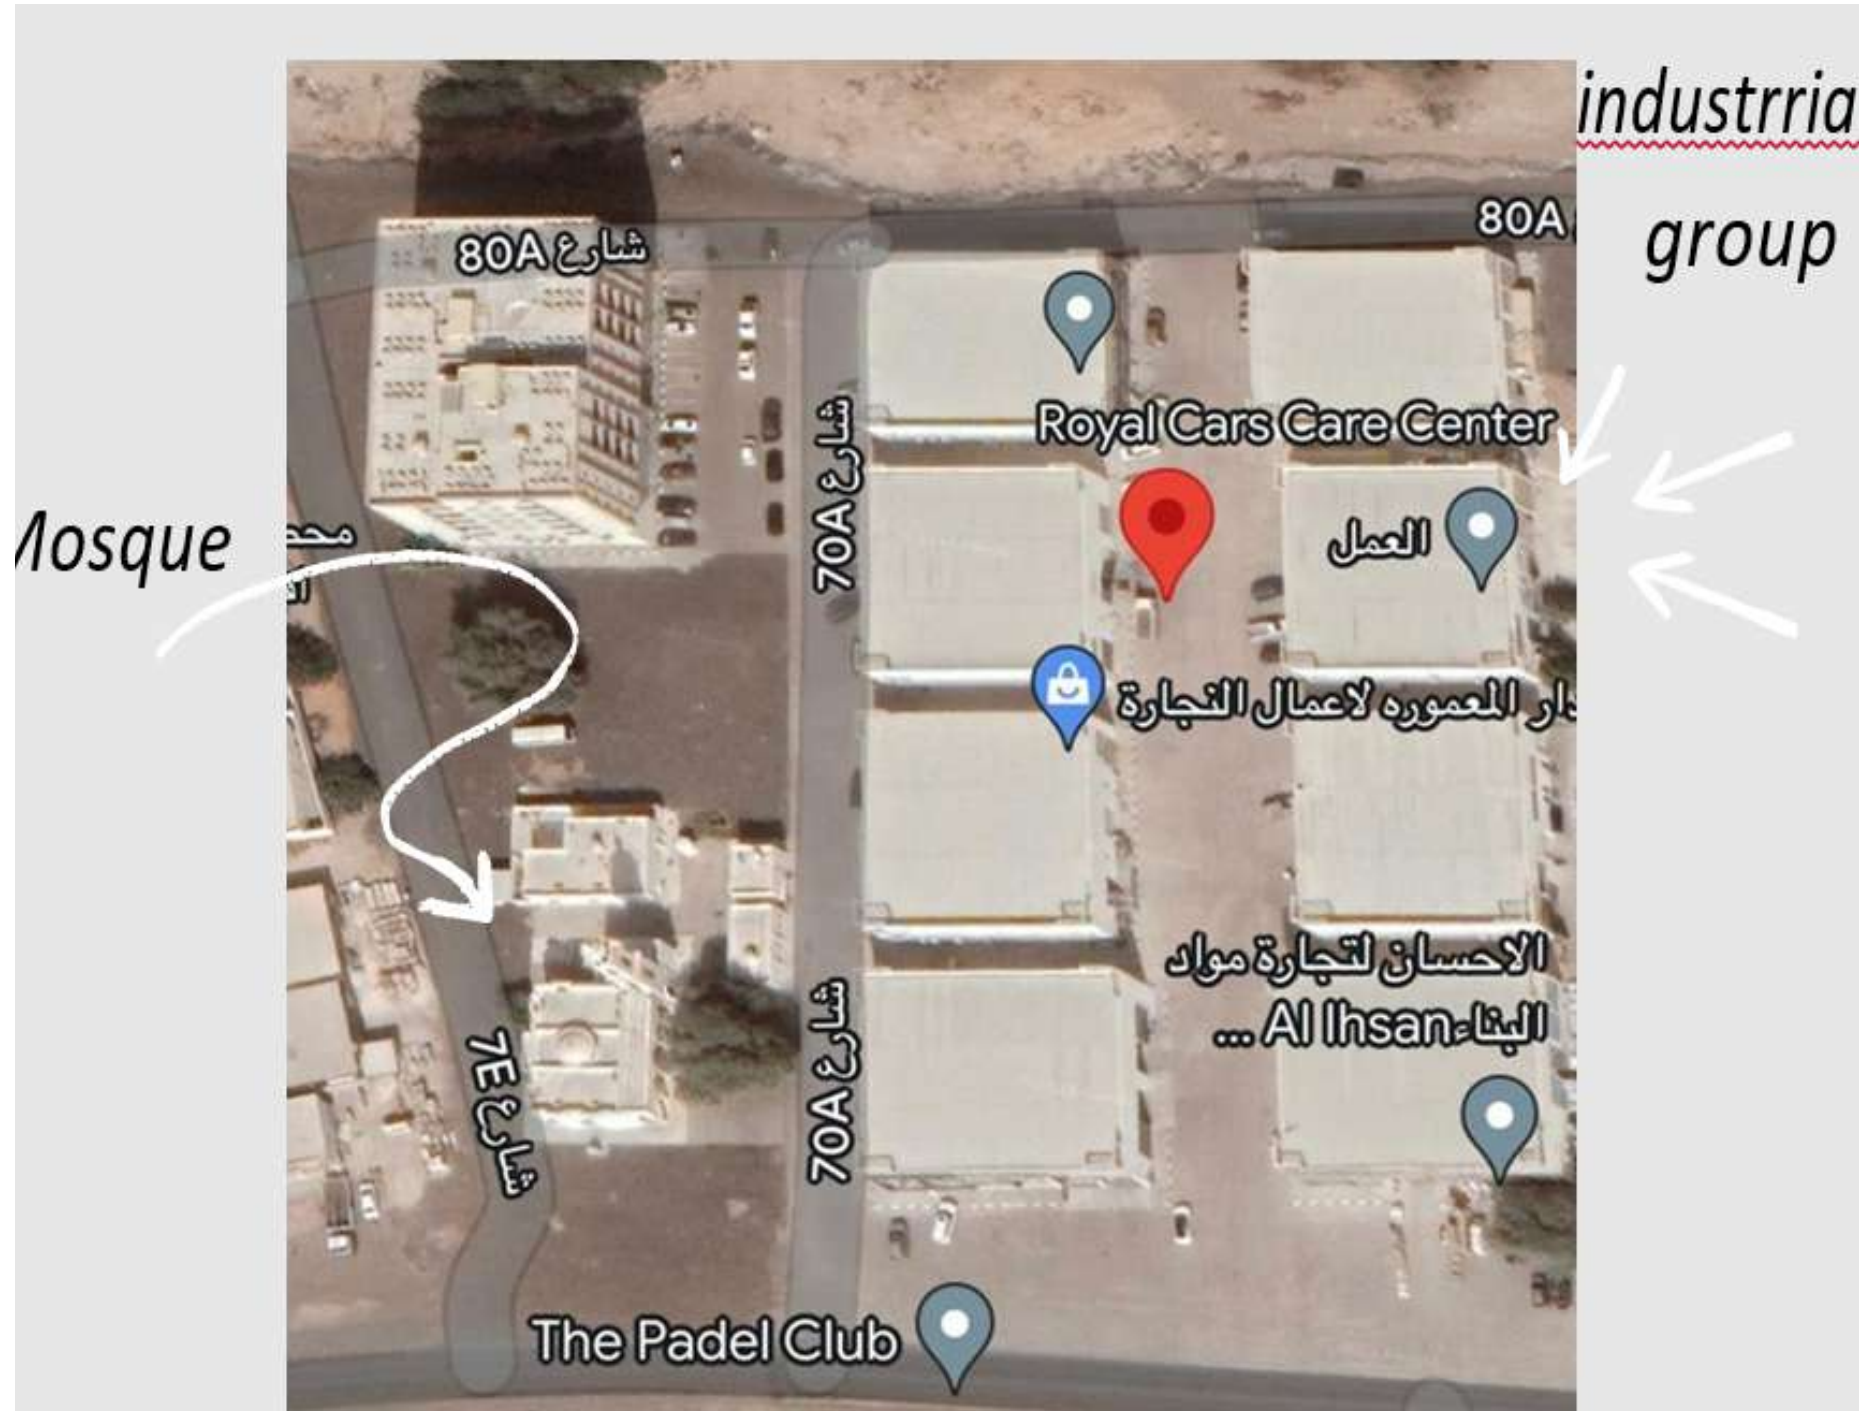 industrria
group
80A
شارع 80A
Royal Cars Care Center
شارع 70A
Mosque
محد
العمل
دار المعموره لاعمال النجارة
الاحسان لتجارة مواد
البناء Al Ihsan ...
شارع 7E
شارع 70A
The Padel Club